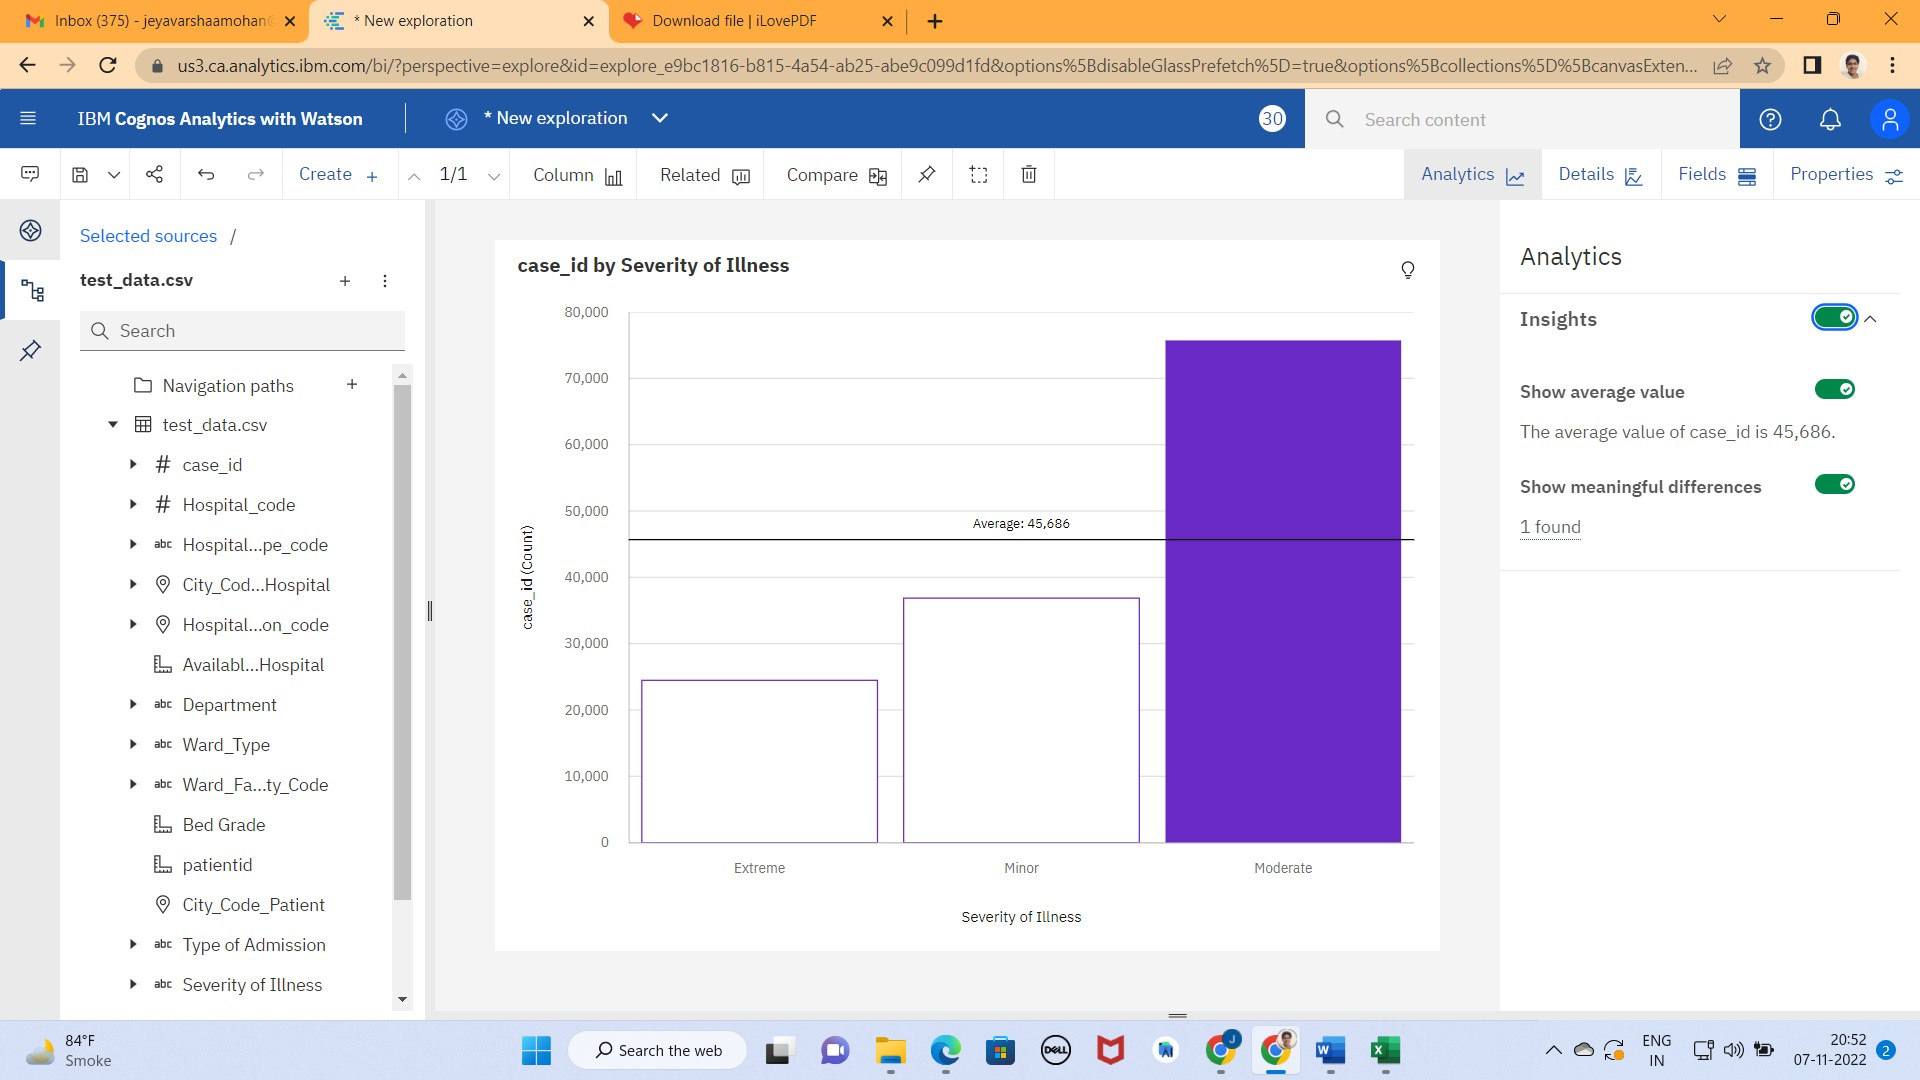 Inbox (375) - jeyavarshaamohan
* New exploration
Download file | iLovePDF
us3.ca.analytics.ibm.com/bi/?perspective=explore&id=explore_e9bc1816-b815-4a54-ab25-abe9c099d1fd&options%5BdisableGlassPrefetch%5D=true&options%5Bcollections%5D%5BcanvasExten...
IBM Cognos Analytics with Watson
* New exploration
30
Search content
Create +
1/1
Column
Related
Compare
Analytics
Details
Fields
Properties
Selected sources /
test_data.csv
Search
Navigation paths
test_data.csv
# case_id
# Hospital_code
abc Hospital...pe_code
City_Cod...Hospital
Hospital...on_code
Availabl...Hospital
abc Department
abc Ward_Type
abc Ward_Fa...ty_Code
Bed Grade
patientid
City_Code_Patient
abc Type of Admission
abc Severity of Illness
case_id by Severity of Illness
80,000
70,000
60,000
50,000
40,000
30,000
20,000
10,000
0
case_id (Count)
Average: 45,686
Extreme
Minor
Moderate
Severity of Illness
Analytics
Insights
Show average value
The average value of case_id is 45,686.
Show meaningful differences
1 found
84°F
Smoke
Search the web
DELL
J
W
X
ENG
IN
20:52
07-11-2022
2